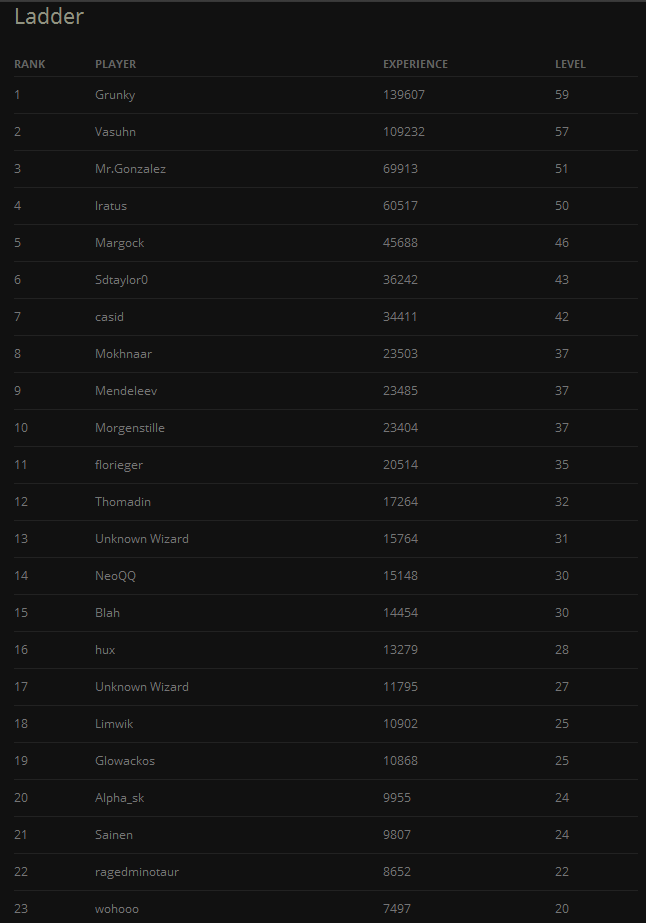 Ladder
RANK PLAYER EXPERIENCE LEVEL
1 Grunky 139607 59
2 Vasuhn 109232 57
3 Mr.Gonzalez 69913 51
4 Iratus 60517 50
5 Margock 45688 46
6 Sdtaylor0 36242 43
7 casid 34411 42
8 Mokhnaar 23503 37
9 Mendeleev 23485 37
10 Morgenstille 23404 37
11 florieger 20514 35
12 Thomadin 17264 32
13 Unknown Wizard 15764 31
14 NeoQQ 15148 30
15 Blah 14454 30
16 hux 13279 28
17 Unknown Wizard 11795 27
18 Limwik 10902 25
19 Glowackos 10868 25
20 Alpha_sk 9955 24
21 Sainen 9807 24
22 ragedminotaur 8652 22
23 wohooo 7497 20